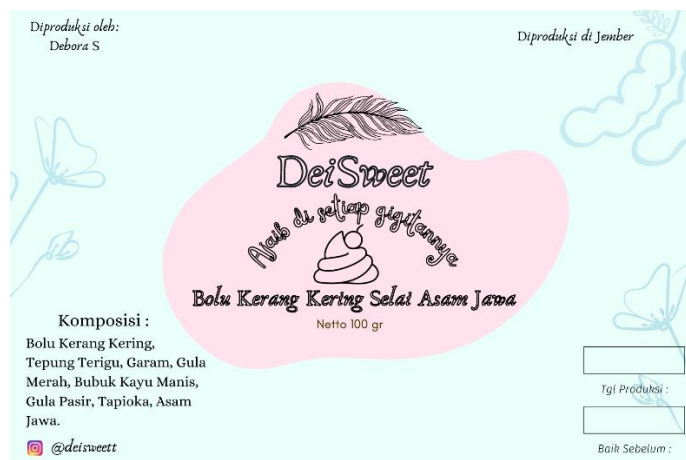 Diproduksi oleh:
Debora S
Diproduksi di Jember
DeiSweet
Ajaib di setiap gigitannya
Bolu Kerang Kering Selai Asam Jawa
Netto 100 gr
Komposisi :
Bolu Kerang Kering,
Tepung Terigu, Garam, Gula
Merah, Bubuk Kayu Manis,
Gula Pasir, Tapioka, Asam
Jawa.
@deisweett
Tgl Produksi :
Baik Sebelum :